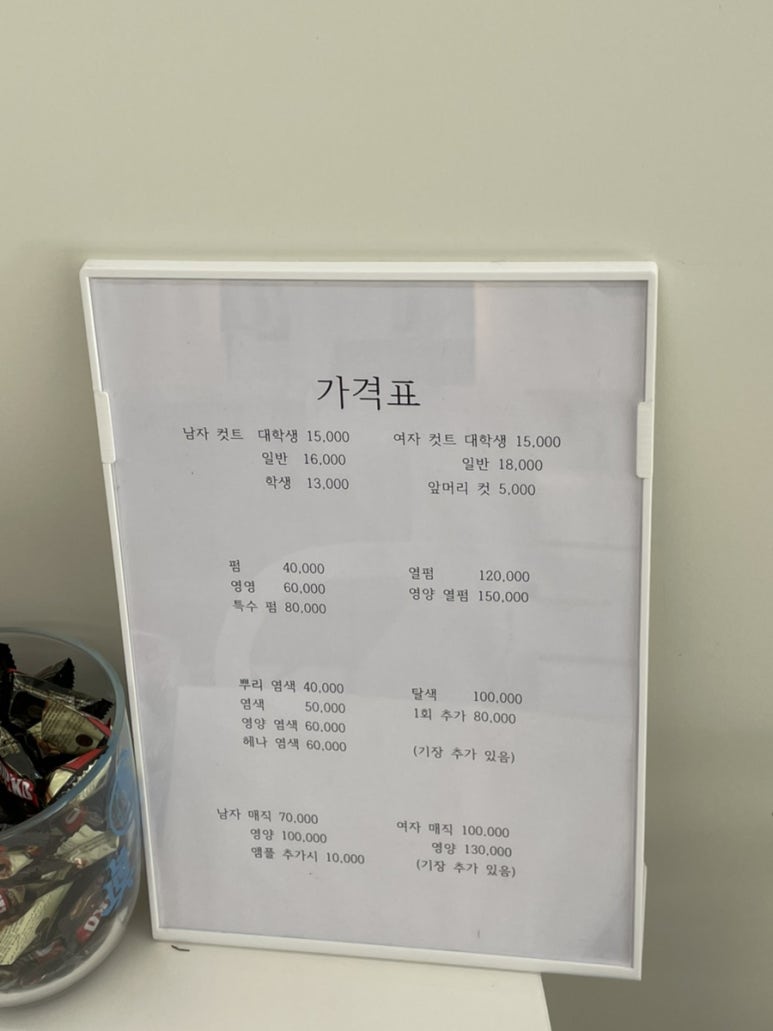 가격표
남자 컷트 대학생 15,000
일반 16,000
학생 13,000
여자 컷트 대학생 15,000
일반 18,000
앞머리 컷 5,000
펌 40,000
영영 60,000
특수 펌 80,000
열펌 120,000
영양 열펌 150,000
뿌리 염색 40,000
염색 50,000
영양 염색 60,000
헤나 염색 60,000
탈색 100,000
1회 추가 80,000
(기장 추가 있음)
남자 매직 70,000
영양 100,000
앰플 추가시 10,000
여자 매직 100,000
영양 130,000
(기장 추가 있음)